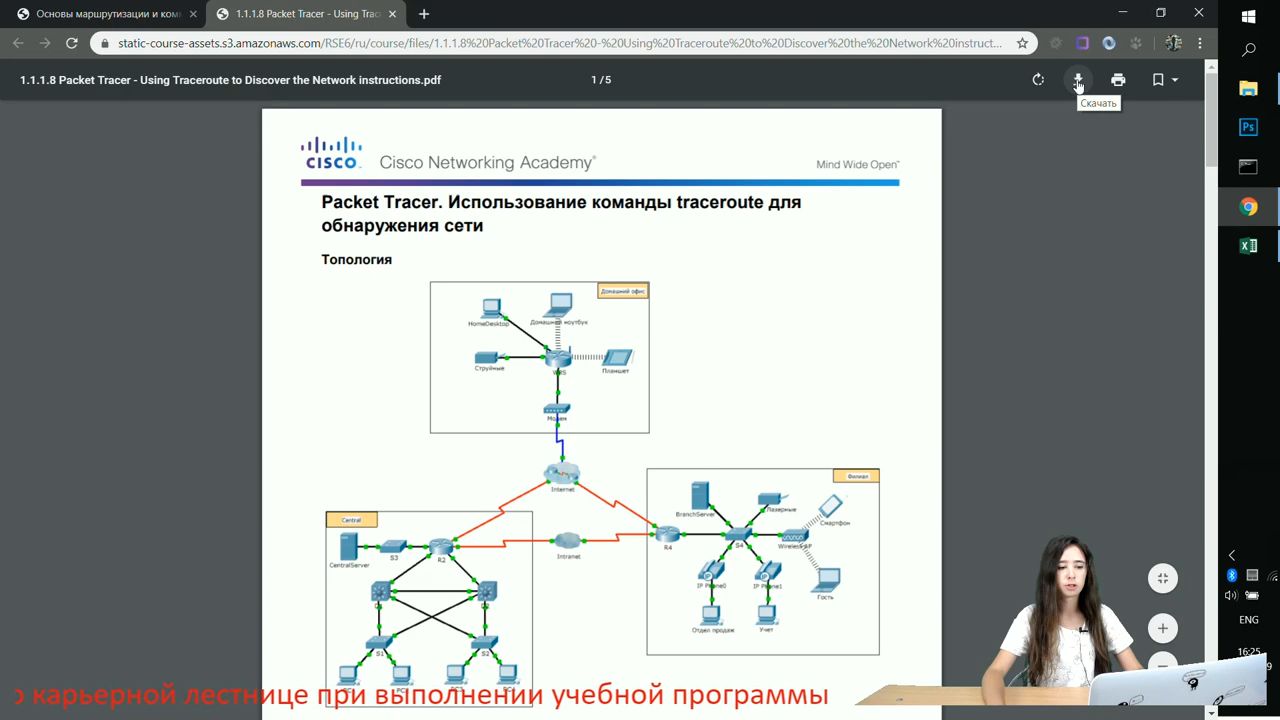 Основы маршрутизации и ком
1.1.1.8 Packet Tracer - Using Trac
static-course-assets.s3.amazonaws.com/RSE6/ru/course/files/1.1.1.8%20Packet%20Tracer%20-%20Using%20Traceroute%20to%20Discover%20the%20Network%20instruct...
1.1.1.8 Packet Tracer - Using Traceroute to Discover the Network instructions.pdf
1 / 5
Скачать
CISCO
Cisco Networking Academy®
Mind Wide Open™
Packet Tracer. Использование команды traceroute для
обнаружения сети
Топология
Домашний офис
HomeDesktop
Домашний ноутбук
Струйные
WRS
Планшет
Модем
Internet
Филиал
BranchServer
Лазерные
Смартфон
Central
CentralServer
S3
R2
Intranet
R4
S4
Wireless AP
IP Phone0
IP Phone1
Гость
Отдел продаж
Учет
S1
S2
Ps
ENG
16:25
о карьерной лестнице при выполнении учебной программы